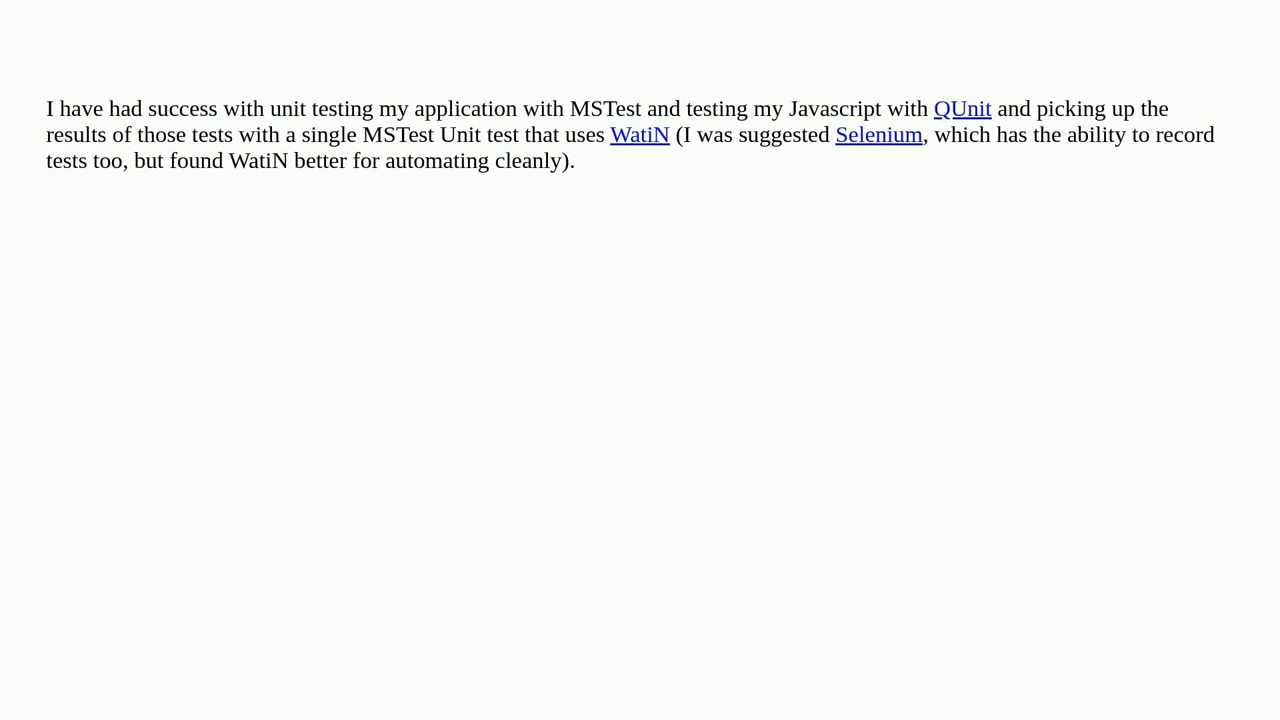 I have had success with unit testing my application with MSTest and testing my Javascript with QUnit and picking up the
results of those tests with a single MSTest Unit test that uses WatiN (I was suggested Selenium, which has the ability to record
tests too, but found WatiN better for automating cleanly).